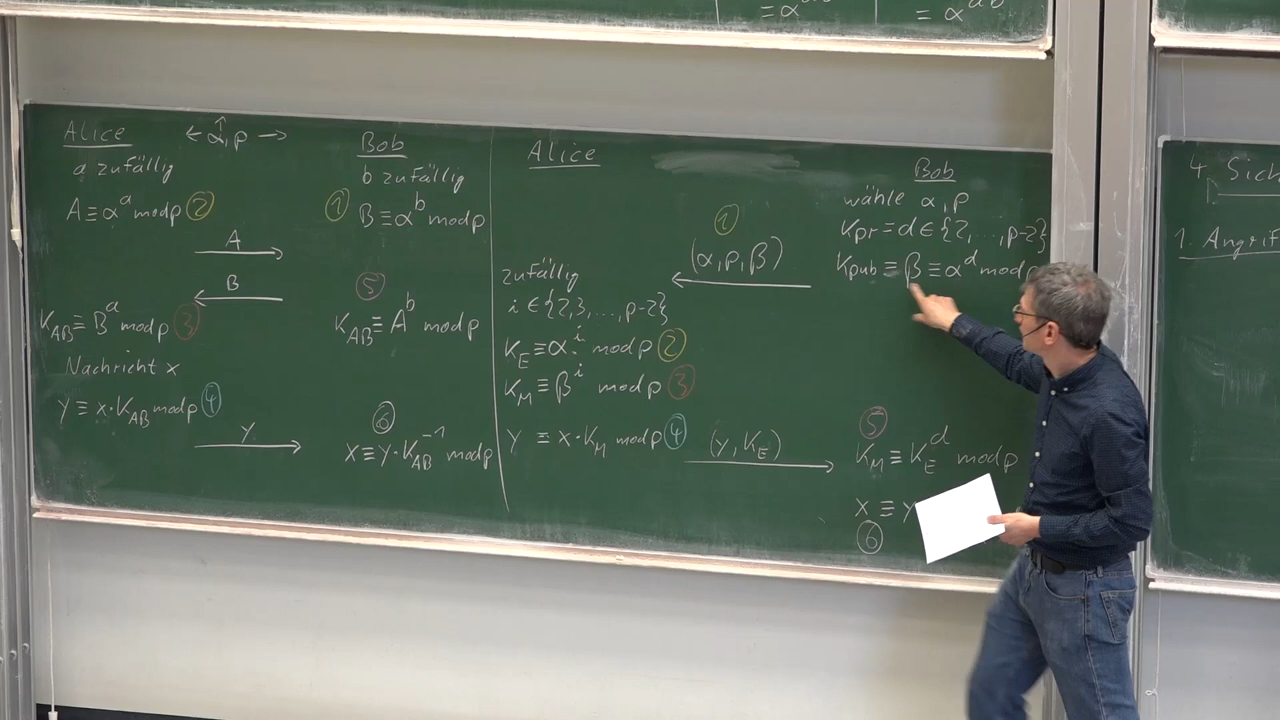 = α^ab
= α^ab
Alice
← α, p →
Bob
a zufällig
b zufällig
A ≡ α^a mod p ②
① B ≡ α^b mod p
A
B
⑤
K_AB ≡ B^a mod p ③
K_AB ≡ A^b mod p
Nachricht x
y ≡ x·K_AB mod p ④
⑥
y
x ≡ y·K_AB^-1 mod p
Alice
Bob
wähle α, p
k_pr = d ∈ {2,...,p-2}
①
(α, p, β)
k_pub ≡ β ≡ α^d mod p
zufällig
i ∈ {2,3,...,p-2}
K_E ≡ α^i mod p ②
K_M ≡ β^i mod p ③
y ≡ x·K_M mod p ④
(y, K_E)
⑤
K_M ≡ K_E^d mod p
x ≡ y
⑥
4. Sich
1. Angrif